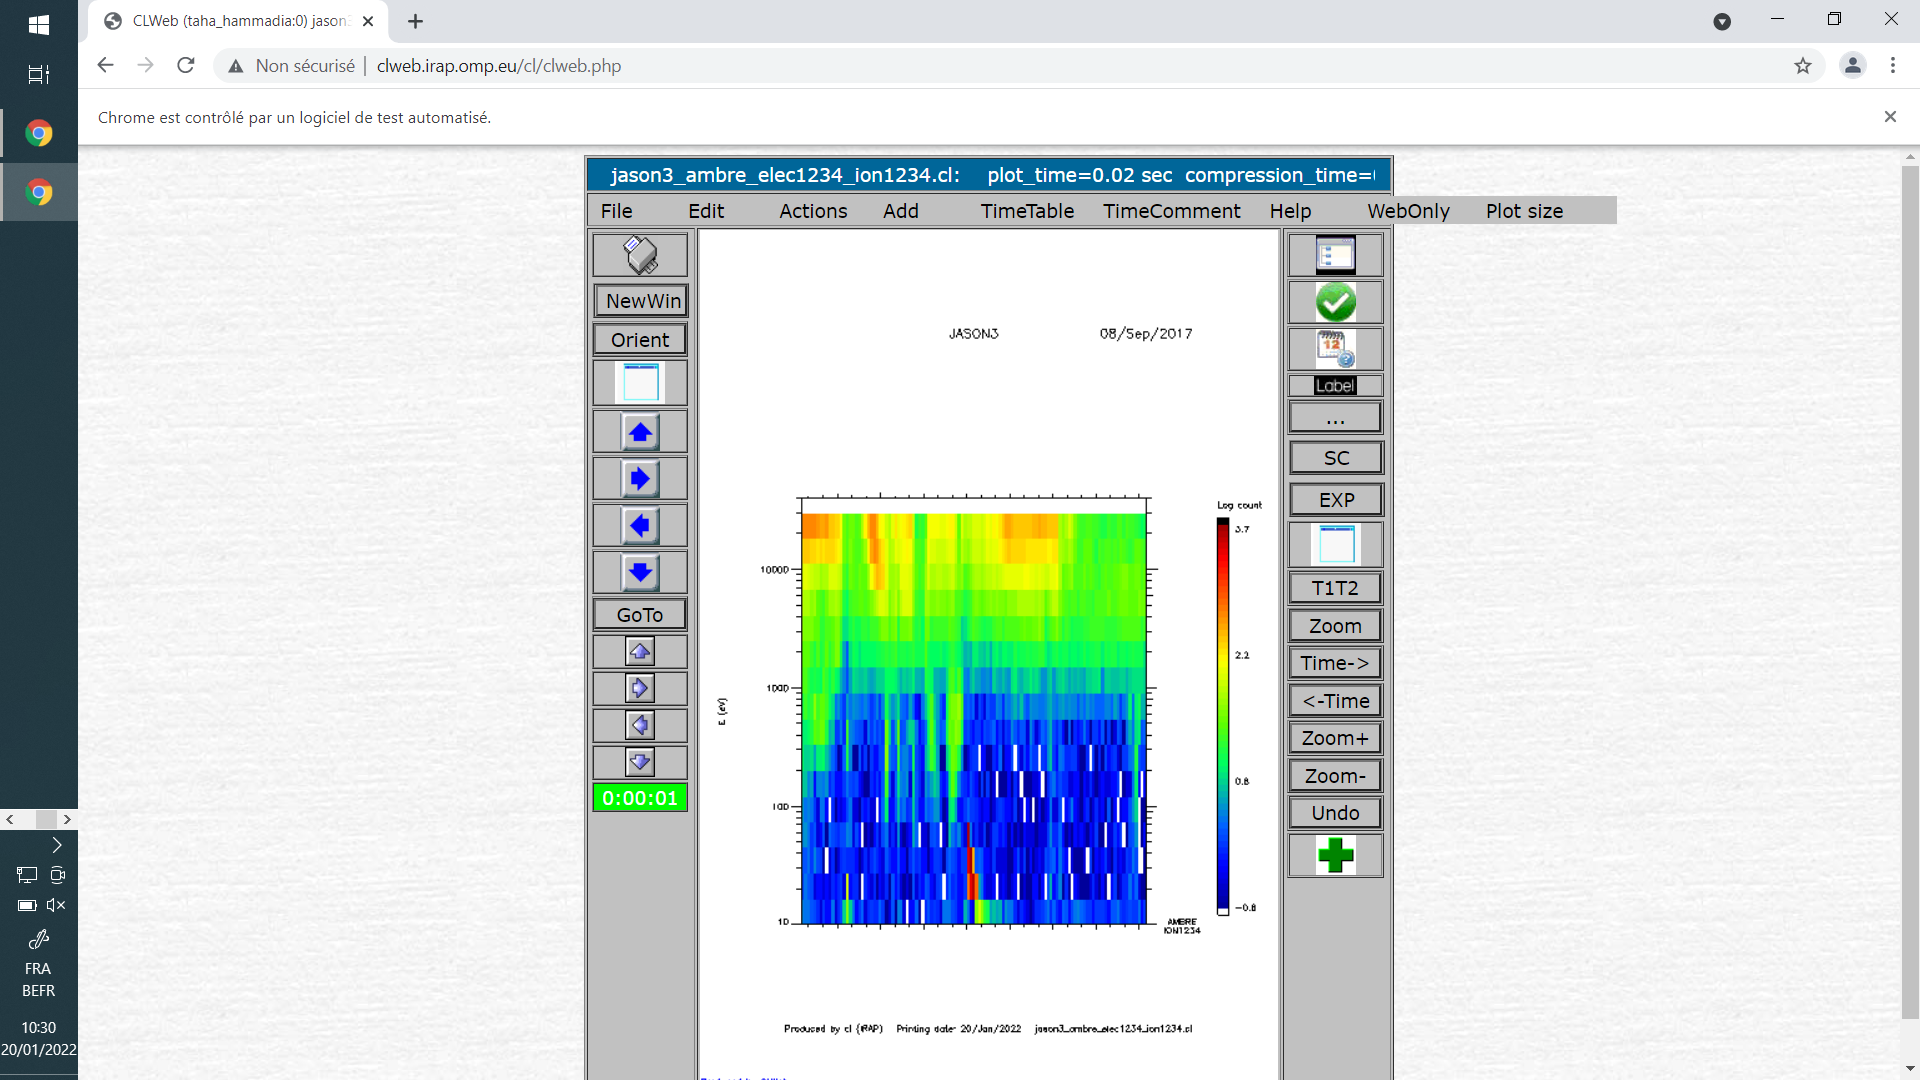 CLWeb (taha_hammadia:0) jason3
Non sécurisé | clweb.irap.omp.eu/cl/clweb.php
Chrome est contrôlé par un logiciel de test automatisé.
jason3_ambre_elec1234_ion1234.cl: plot_time=0.02 sec compression_time=
File Edit Actions Add TimeTable TimeComment Help WebOnly Plot size
NewWin
Orient
GoTo
0:00:01
JASON3 08/Sep/2017
Log count
3.7
2.2
0.8
-0.8
10000
1000
100
10
E (eV)
AMBRE
ION1234
Produced by cl (IRAP) Printing date: 20/Jan/2022 jason3_ambre_elec1234_ion1234.cl
12
Label
...
SC
EXP
T1T2
Zoom
Time->
<-Time
Zoom+
Zoom-
Undo
FRA
BEFR
10:30
20/01/2022